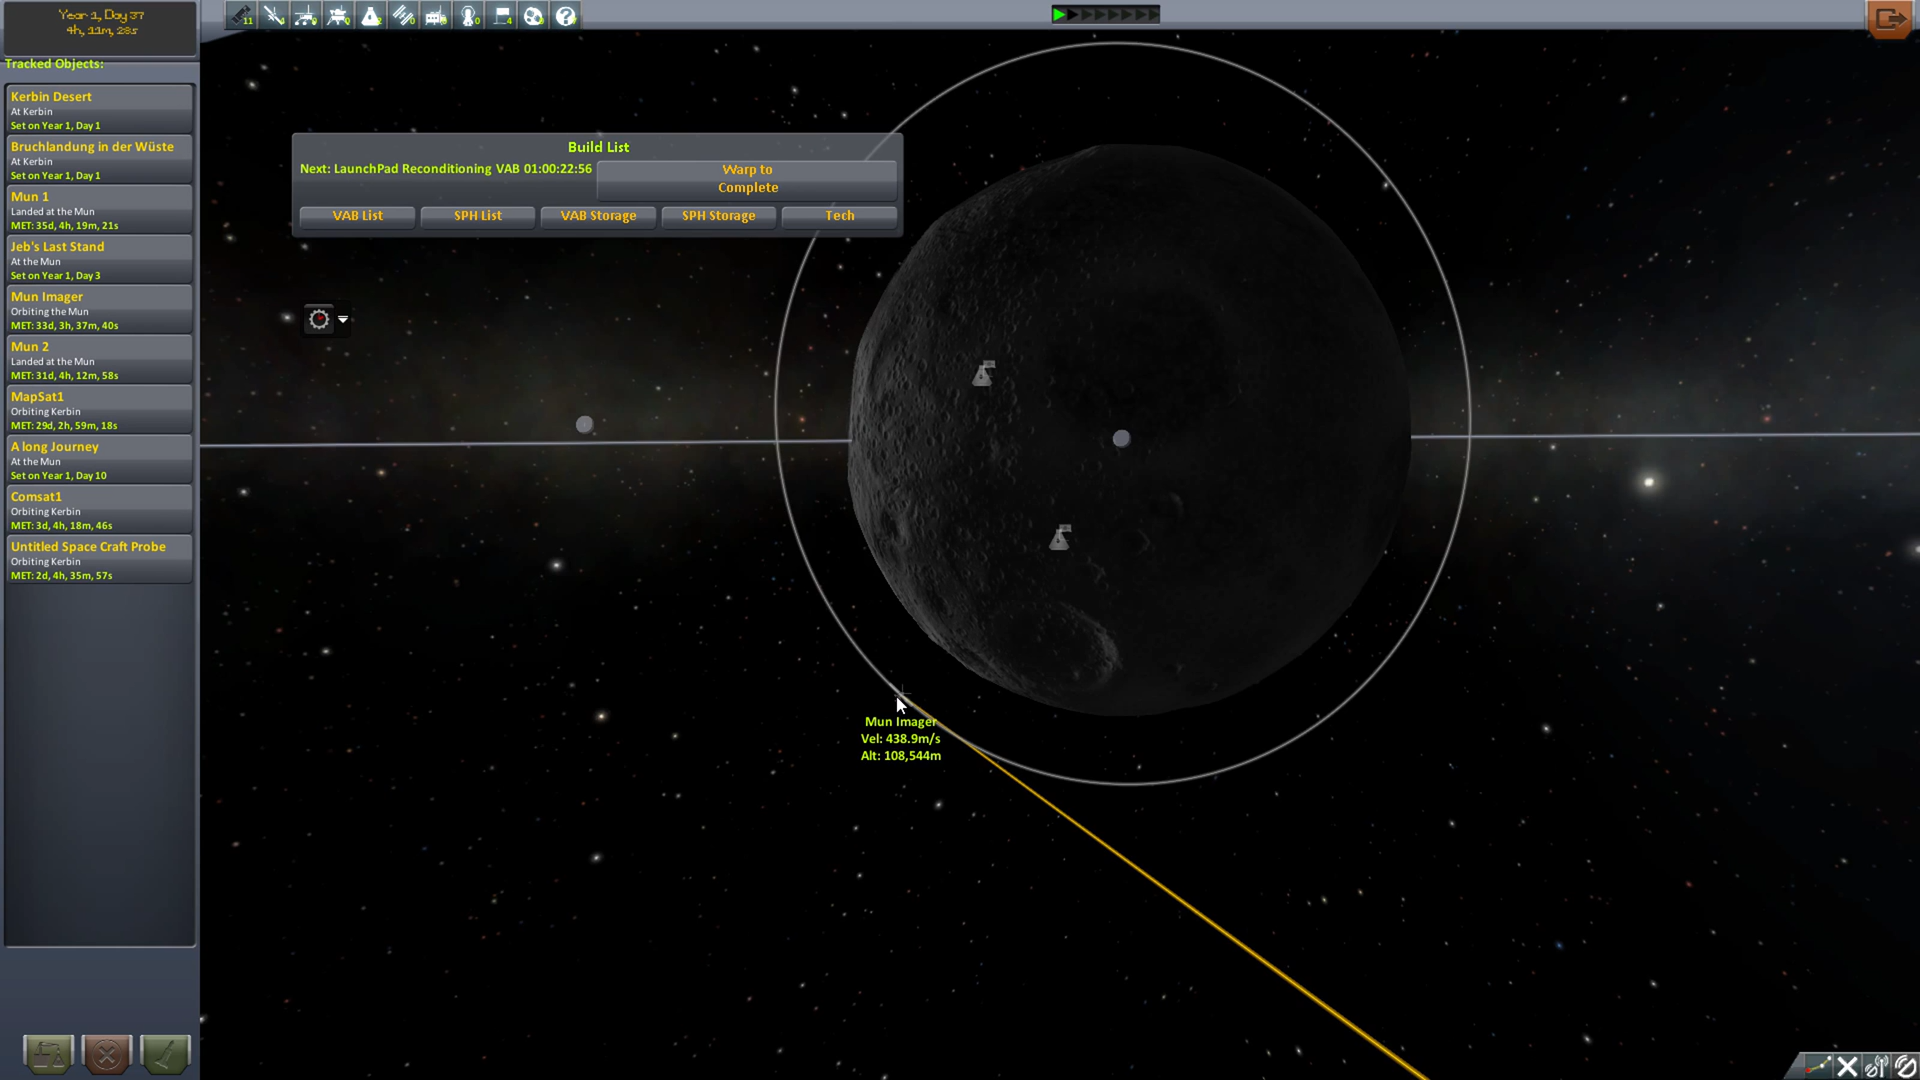 Year 1, Day 37
4h, 11m, 28s
Tracked Objects:
Kerbin Desert
At Kerbin
Set on Year 1, Day 1
Bruchlandung in der Wüste
At Kerbin
Set on Year 1, Day 1
Mun 1
Landed at the Mun
MET: 35d, 4h, 19m, 21s
Jeb's Last Stand
At the Mun
Set on Year 1, Day 3
Mun Imager
Orbiting the Mun
MET: 33d, 3h, 37m, 40s
Mun 2
Landed at the Mun
MET: 31d, 4h, 12m, 58s
MapSat1
Orbiting Kerbin
MET: 29d, 2h, 59m, 18s
A long Journey
At the Mun
Set on Year 1, Day 10
Comsat1
Orbiting Kerbin
MET: 3d, 4h, 18m, 46s
Untitled Space Craft Probe
Orbiting Kerbin
MET: 2d, 4h, 35m, 57s
11
4
Build List
Next: LaunchPad Reconditioning VAB 01:00:22:56
Warp to
Complete
VAB List
SPH List
VAB Storage
SPH Storage
Tech
Mun Imager
Vel: 438.9m/s
Alt: 108,544m